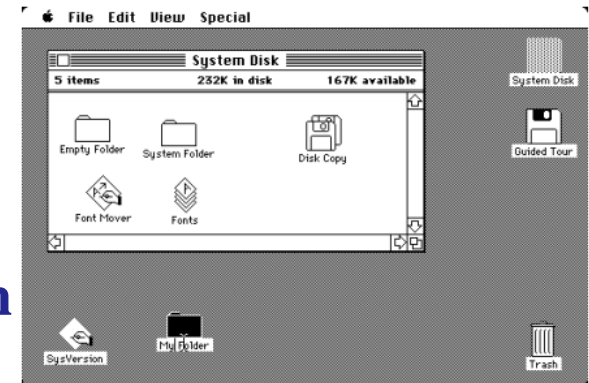 File Edit View Special
System Disk
5 items 232K in disk 167K available
Empty Folder System Folder Disk Copy
Font Mover Fonts
System Disk
Guided Tour
n
SysVersion My Folder Trash